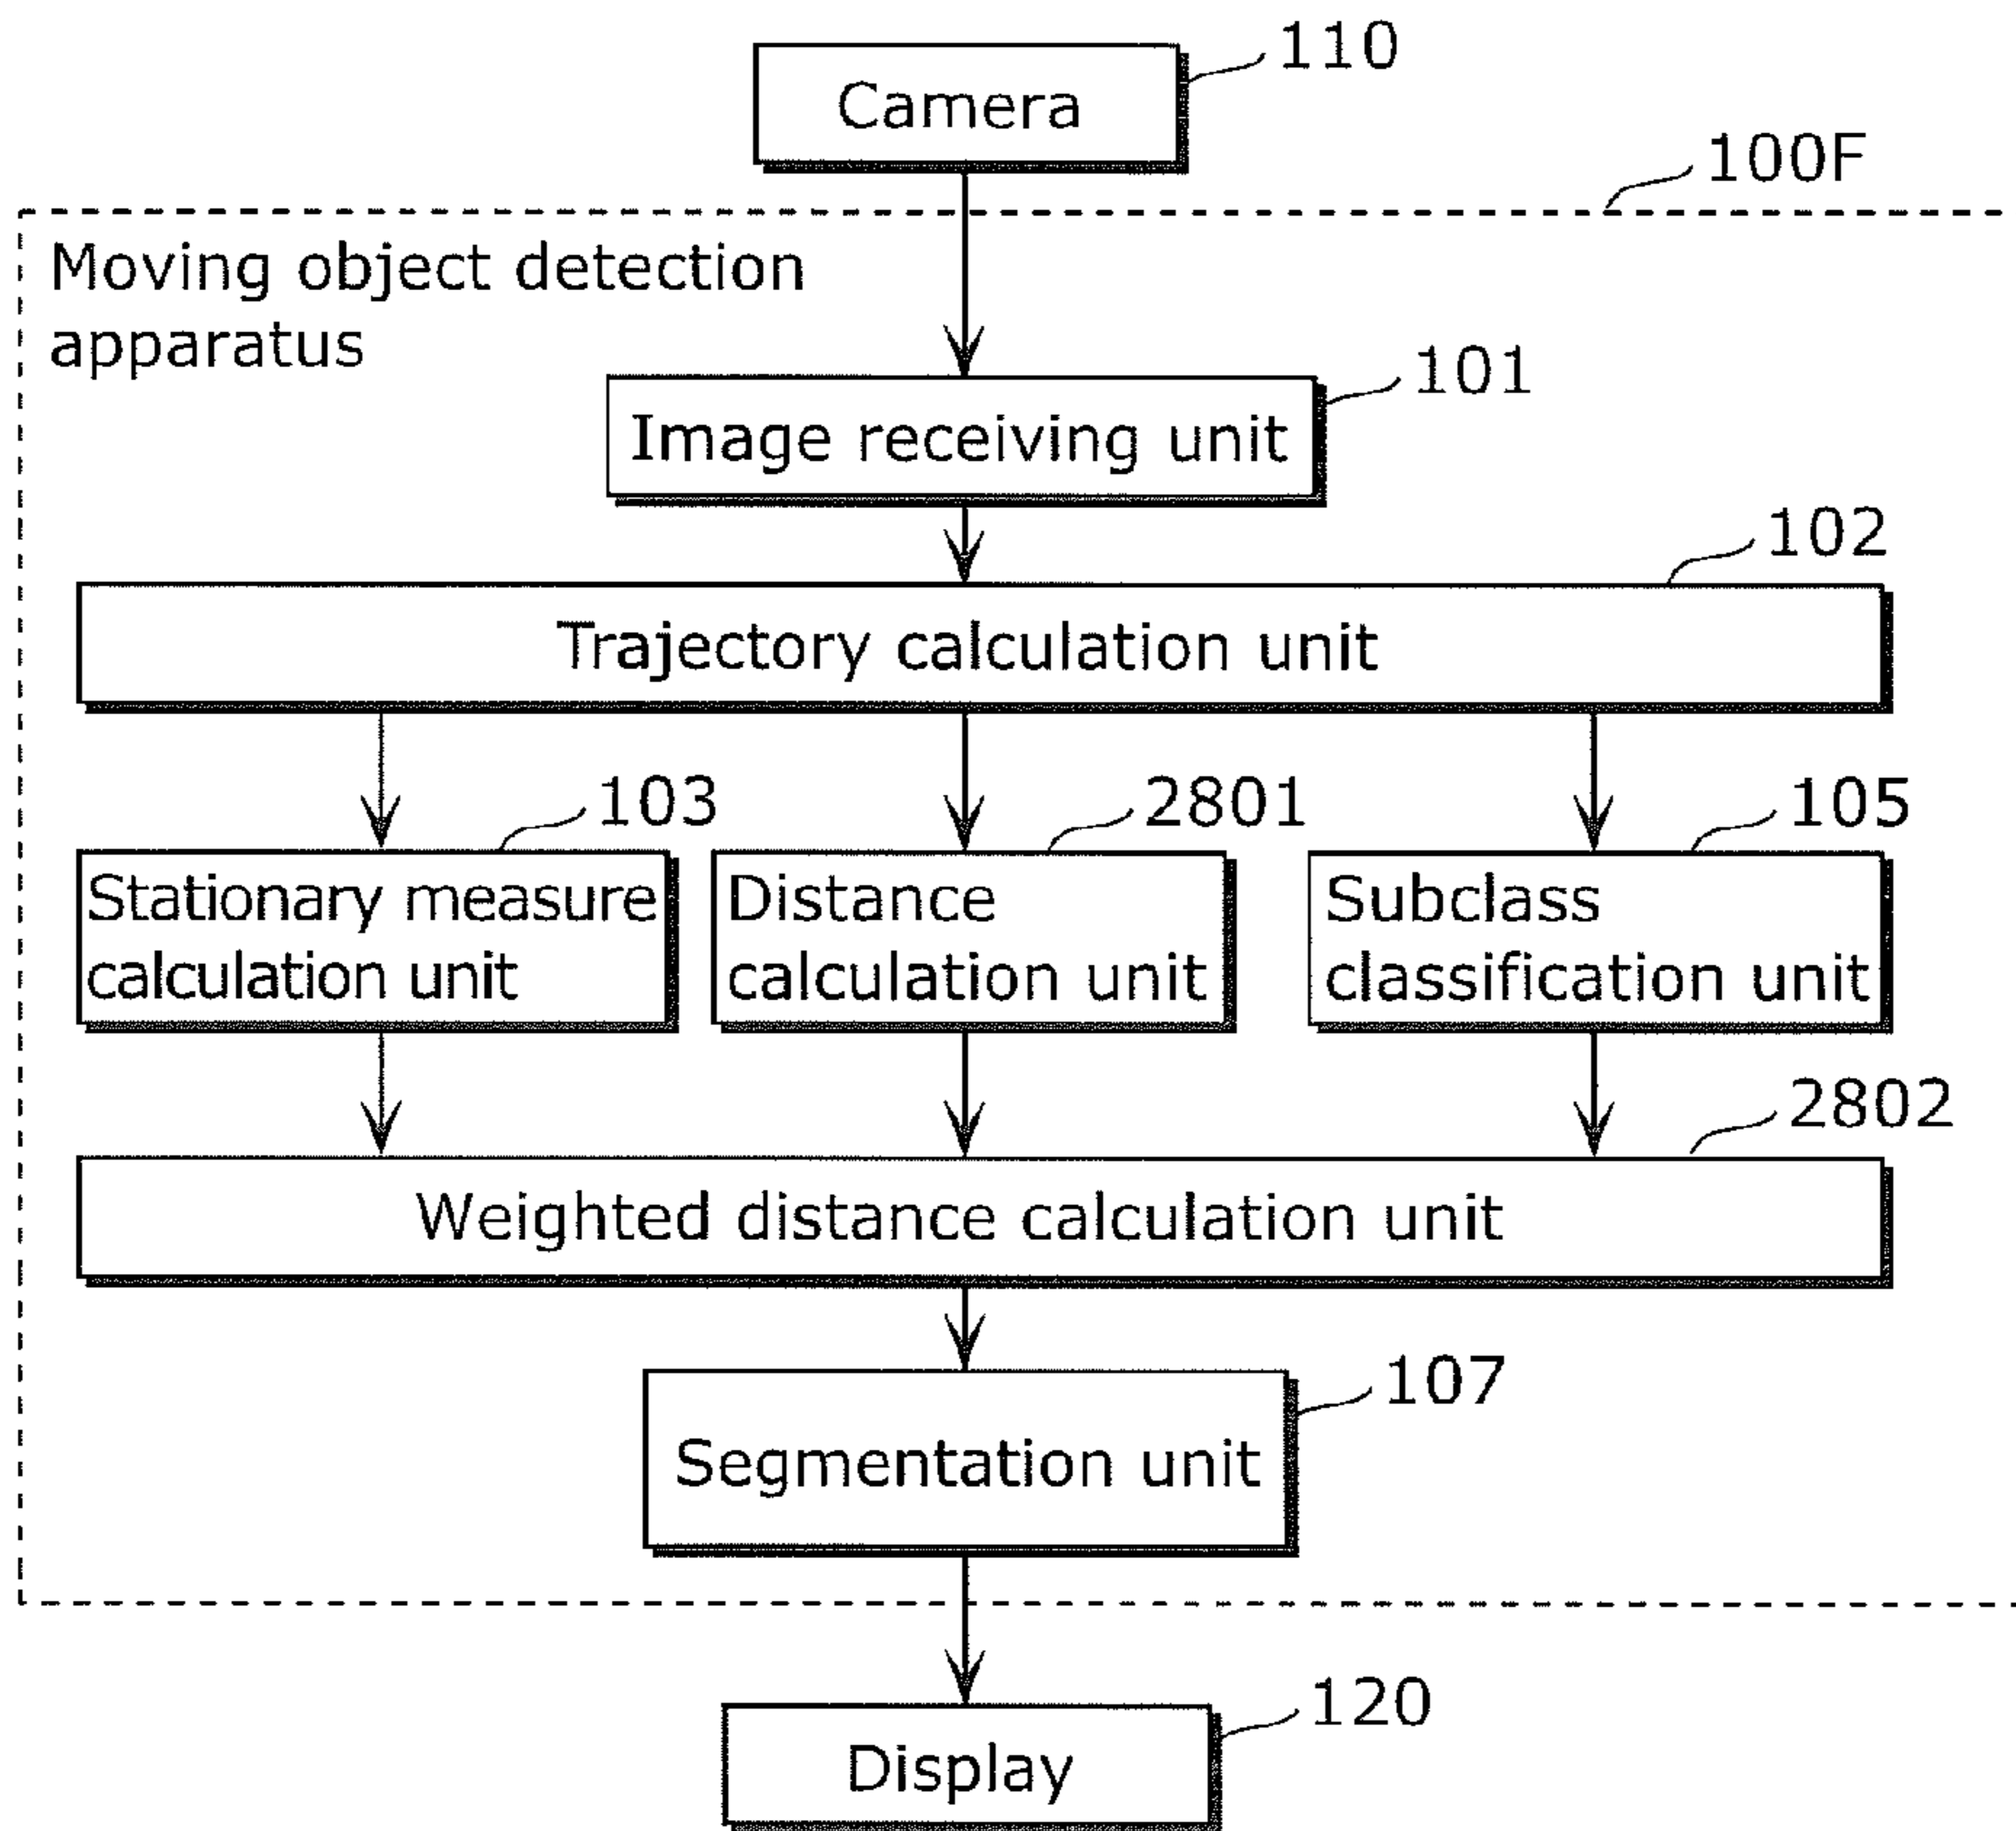 110
Camera
100F
Moving object detection
apparatus
101
Image receiving unit
102
Trajectory calculation unit
103
2801
105
Stationary measure
calculation unit
Distance
calculation unit
Subclass
classification unit
2802
Weighted distance calculation unit
107
Segmentation unit
120
Display